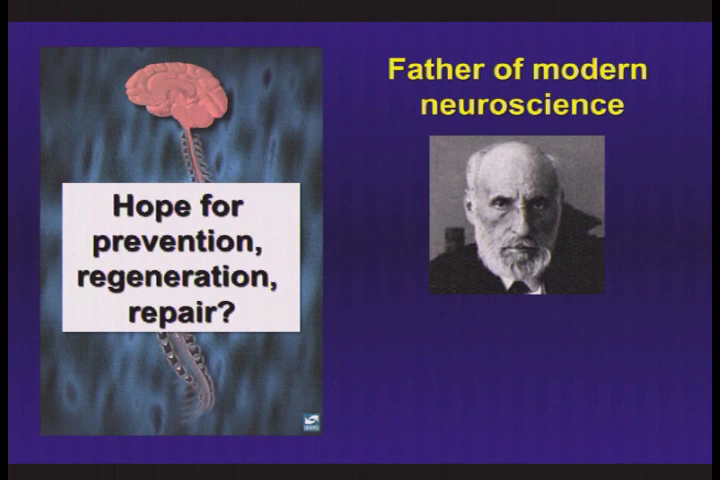 Father of modern
neuroscience
Hope for
prevention,
regeneration,
repair?